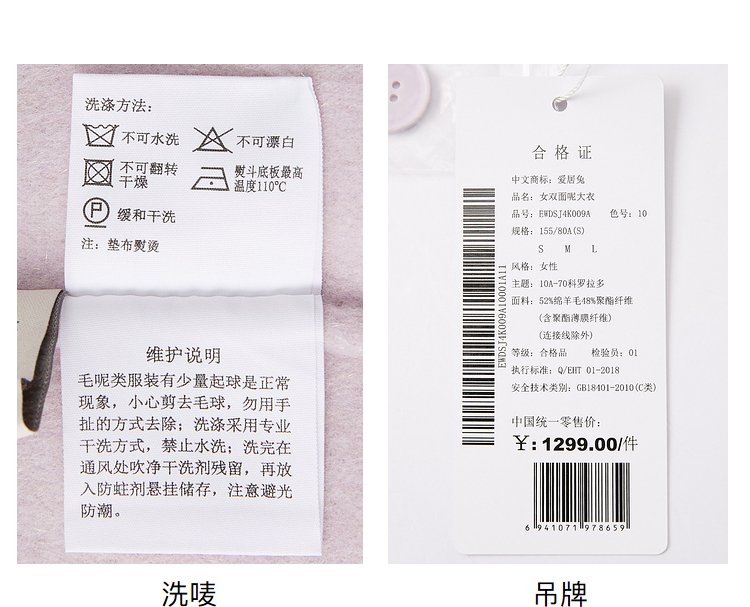 洗涤方法:
不可水洗 不可漂白
不可翻转
干燥
熨斗底板最高
温度110℃
P 缓和干洗
注: 垫布熨烫
维护说明
毛呢类服装有少量起球是正常
现象，小心剪去毛球，勿用手
扯的方式去除；洗涤采用专业
干洗方式，禁止水洗；洗完在
通风处吹净干洗剂残留，再放
入防蛀剂悬挂储存，注意避光
防潮。
洗唛
合格证
中文商标: 爱居兔
品名: 女双面呢大衣
品号: EWDSJ4K009A 色号: 10
规格: 155/80A(S)
S M L
风格: 女性
主题: 10A-70科罗拉多
面料: 52%绵羊毛48%聚酯纤维
(含聚酯薄膜纤维)
(连接线除外)
等级: 合格品 检验员: 01
执行标准: Q/EHT 01-2018
安全技术类别: GB18401-2010(C类)
中国统一零售价:
¥: 1299.00/件
6 941071 978659
EWDSJ4K009A10001A11
吊牌